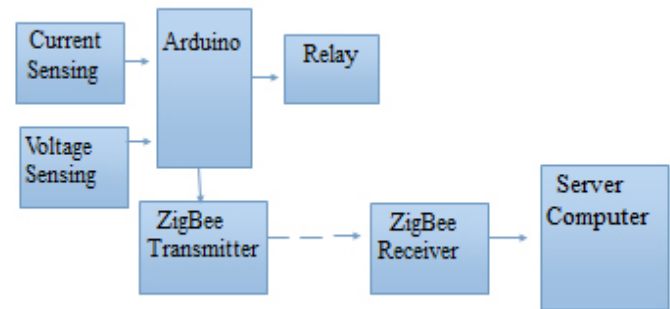 Current
Sensing
Arduino
Relay
Voltage
Sensing
ZigBee
Transmitter
ZigBee
Receiver
Server
Computer